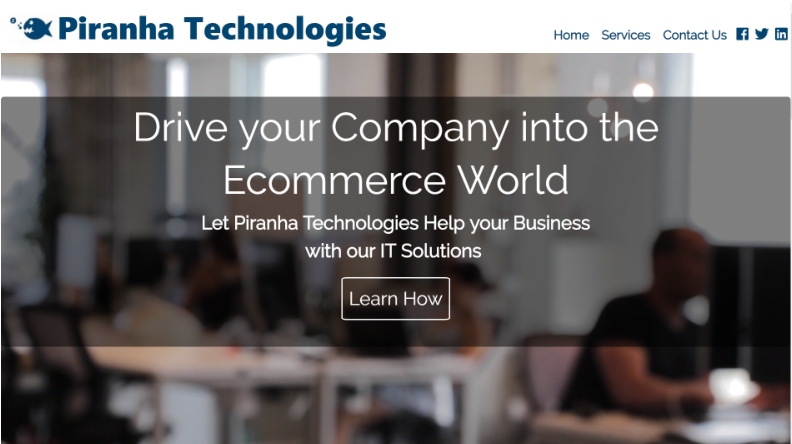 Piranha Technologies
Home Services Contact Us
Drive your Company into the
Ecommerce World
Let Piranha Technologies Help your Business
with our IT Solutions
Learn How